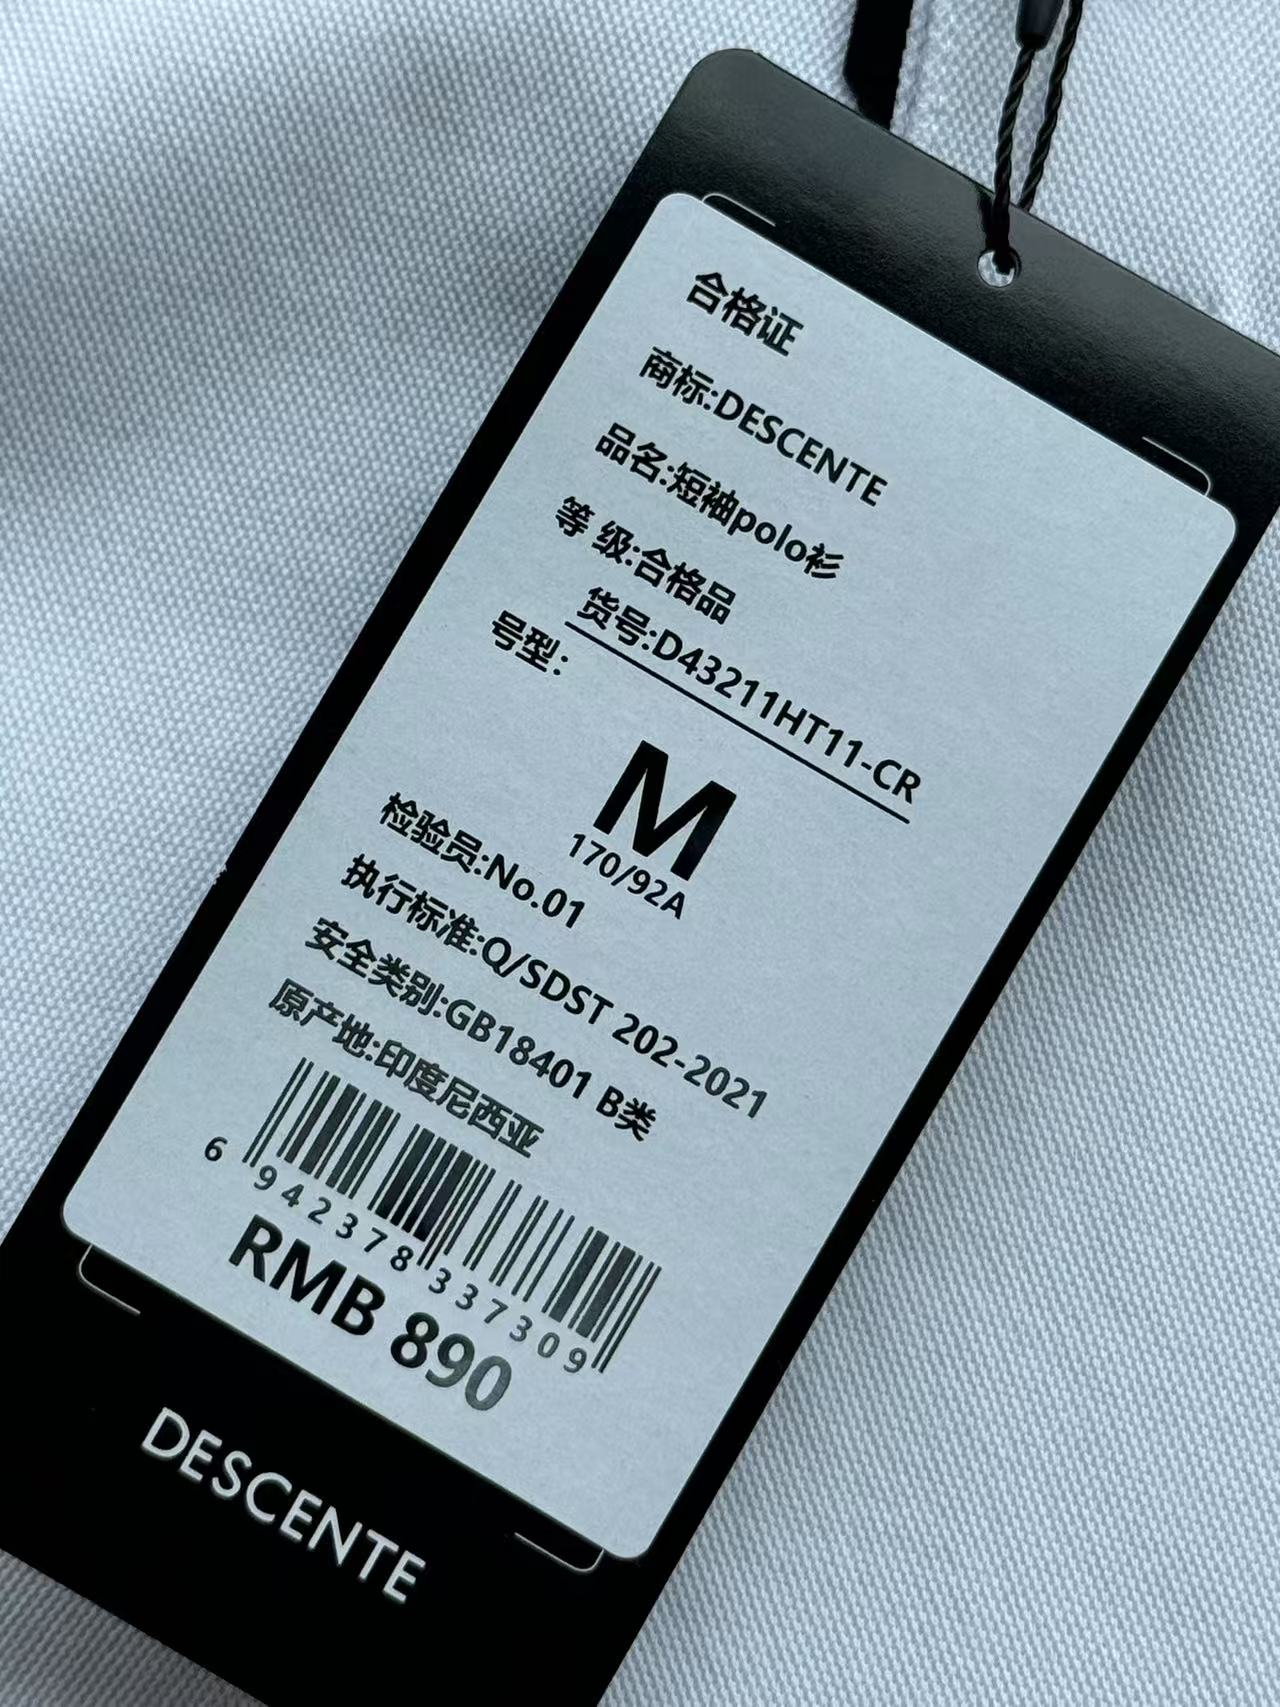 合格证
商标:DESCENTE
品名:短袖polo衫
等 级:合格品
货号:D43211HT11-CR
号型:
M
170/92A
检验员:No.01
执行标准:Q/SDST 202-2021
安全类别:GB18401 B类
原产地:印度尼西亚
6 942378 337309
RMB 890
DESCENTE